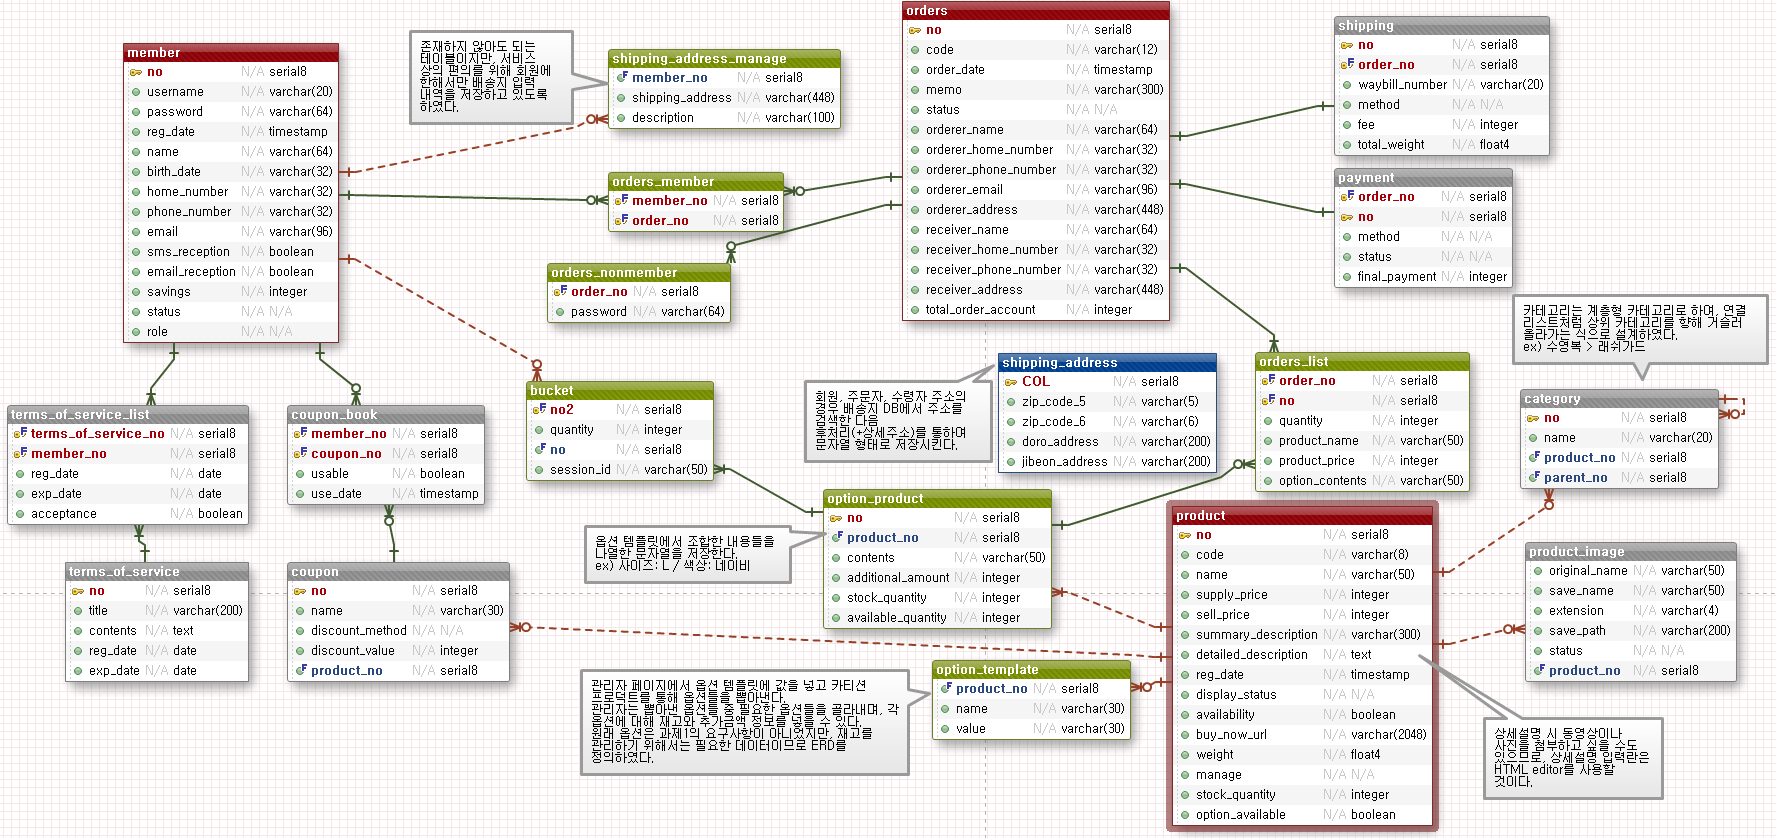 member
no N/A serial8
username N/A varchar(20)
password N/A varchar(64)
reg_date N/A timestamp
name N/A varchar(64)
birth_date N/A varchar(32)
home_number N/A varchar(32)
phone_number N/A varchar(32)
email N/A varchar(96)
sms_reception N/A boolean
email_reception N/A boolean
savings N/A integer
status N/A N/A
role N/A N/A
존재하지 않아도 되는
테이블이지만, 서비스
상의 편의를 위해 회원에
한해서만 배송지 입력
내역을 저장하고 있도록
하였다.
shipping_address_manage
member_no N/A serial8
shipping_address N/A varchar(448)
description N/A varchar(100)
orders_member
member_no N/A serial8
order_no N/A serial8
orders_nonmember
order_no N/A serial8
password N/A varchar(64)
orders
no N/A serial8
code N/A varchar(12)
order_date N/A timestamp
memo N/A varchar(300)
status N/A N/A
orderer_name N/A varchar(64)
orderer_home_number N/A varchar(32)
orderer_phone_number N/A varchar(32)
orderer_email N/A varchar(96)
orderer_address N/A varchar(448)
receiver_name N/A varchar(64)
receiver_home_number N/A varchar(32)
receiver_phone_number N/A varchar(32)
receiver_address N/A varchar(448)
total_order_account N/A integer
shipping
no N/A serial8
order_no N/A serial8
waybill_number N/A varchar(20)
method N/A N/A
fee N/A integer
total_weight N/A float4
payment
order_no N/A serial8
no N/A serial8
method N/A N/A
status N/A N/A
final_payment N/A integer
카테고리는 계층형 카테고리로 하며, 연결
리스트처럼 상위 카테고리를 향해 거슬러
올라가는 식으로 설계하였다.
ex) 수영복 > 래쉬가드
terms_of_service_list
terms_of_service_no N/A serial8
member_no N/A serial8
reg_date N/A date
exp_date N/A date
acceptance N/A boolean
coupon_book
member_no N/A serial8
coupon_no N/A serial8
usable N/A boolean
use_date N/A timestamp
bucket
no2 N/A serial8
quantity N/A integer
no N/A serial8
session_id N/A varchar(50)
회원, 주문자, 수령자 주소의
경우 배송지 DB에서 주소를
검색한 다음
후처리(+상세주소)를 통하며
문자열 형태로 저장시킨다.
shipping_address
COL N/A serial8
zip_code_5 N/A varchar(5)
zip_code_6 N/A varchar(6)
doro_address N/A varchar(200)
jibeon_address N/A varchar(200)
orders_list
order_no N/A serial8
no N/A serial8
quantity N/A integer
product_name N/A varchar(50)
product_price N/A integer
option_contents N/A varchar(50)
category
no N/A serial8
name N/A varchar(20)
product_no N/A serial8
parent_no N/A serial8
terms_of_service
no N/A serial8
title N/A varchar(200)
contents N/A text
reg_date N/A date
exp_date N/A date
coupon
no N/A serial8
name N/A varchar(30)
discount_method N/A N/A
discount_value N/A integer
product_no N/A serial8
옵션 템플릿에서 조합한 내용들을
나열한 문자열을 저장한다.
ex) 사이즈: L / 색상: 네이비
option_product
no N/A serial8
product_no N/A serial8
contents N/A varchar(50)
additional_amount N/A integer
stock_quantity N/A integer
available_quantity N/A integer
product
no N/A serial8
code N/A varchar(8)
name N/A varchar(50)
supply_price N/A integer
sell_price N/A integer
summary_description N/A varchar(300)
detailed_description N/A text
reg_date N/A timestamp
display_status N/A N/A
availability N/A boolean
buy_now_url N/A varchar(2048)
weight N/A float4
manage N/A N/A
stock_quantity N/A integer
option_available N/A boolean
product_image
original_name N/A varchar(50)
save_name N/A varchar(50)
extension N/A varchar(4)
save_path N/A varchar(200)
status N/A N/A
product_no N/A serial8
관리자 페이지에서 옵션 템플릿에 값을 넣고 카티션
프로덕트를 통해 옵션들을 뽑아낸다.
관리자는 뽑아낸 옵션들 중 필요한 옵션들을 골라내며, 각
옵션에 대해 재고와 추가금액 정보를 넣을 수 있다.
원래 옵션은 과제1의 요구사항이 아니었지만, 재고를
관리하기 위해서는 필요한 데이터이므로 ERD를
정의하였다.
option_template
product_no N/A serial8
name N/A varchar(30)
value N/A varchar(30)
상세설명 시 동영상이나
사진을 첨부하고 싶을 수도
있으므로, 상세설명 입력란은
HTML editor를 사용할
것이다.